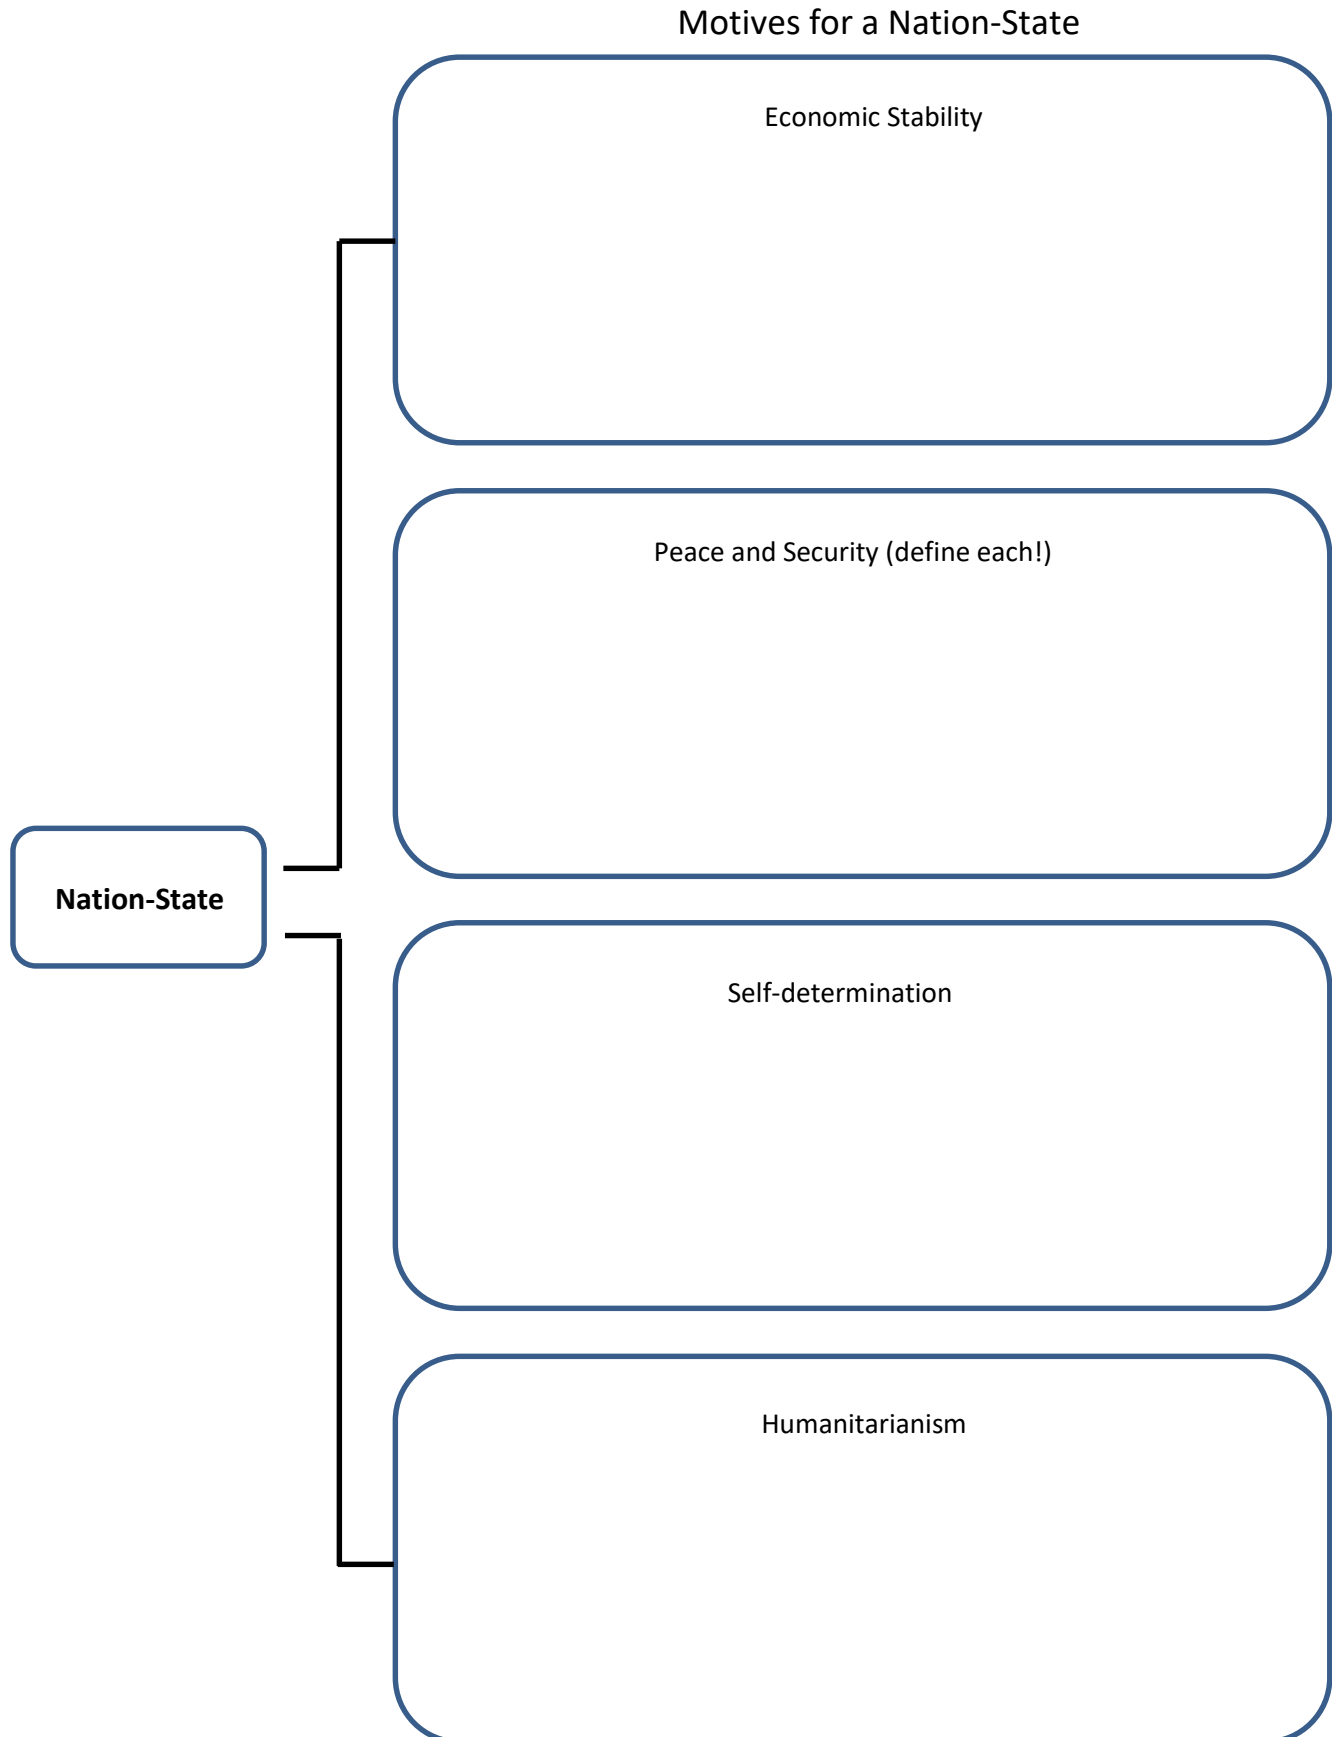 Motives for a Nation-State
Economic Stability
Peace and Security (define each!)
Nation-State
Self-determination
Humanitarianism